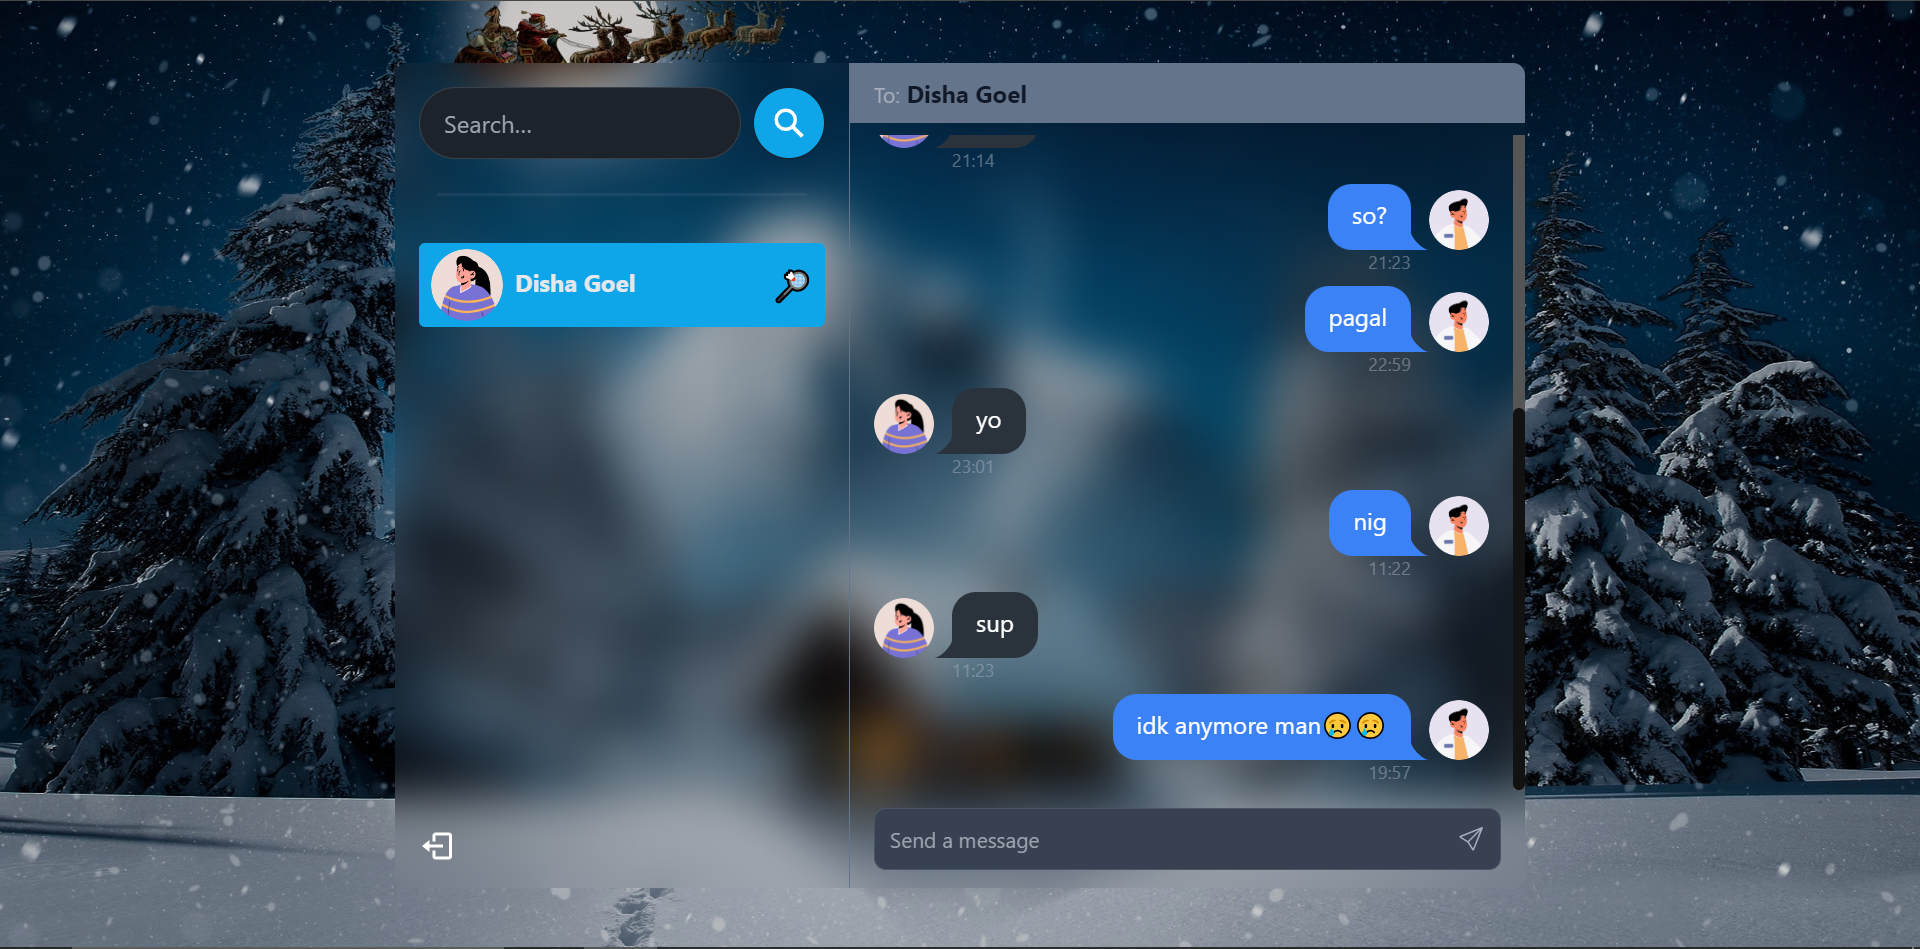 Search…
Disha Goel
To: Disha Goel
21:14
so?
21:23
pagal
22:59
yo
23:01
nig
11:22
sup
11:23
idk anymore man😢😢
19:57
Send a message